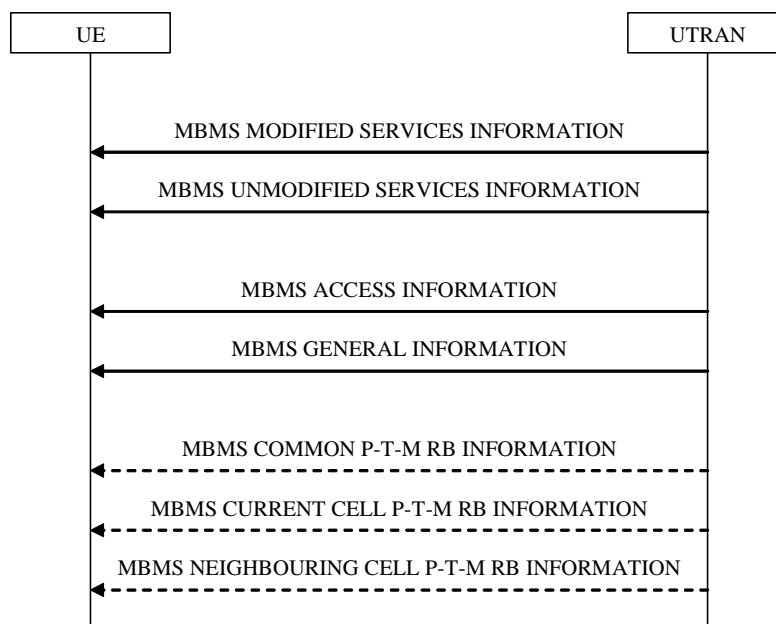 UE
UTRAN
MBMS MODIFIED SERVICES INFORMATION
MBMS UNMODIFIED SERVICES INFORMATION
MBMS ACCESS INFORMATION
MBMS GENERAL INFORMATION
MBMS COMMON P-T-M RB INFORMATION
MBMS CURRENT CELL P-T-M RB INFORMATION
MBMS NEIGHBOURING CELL P-T-M RB INFORMATION